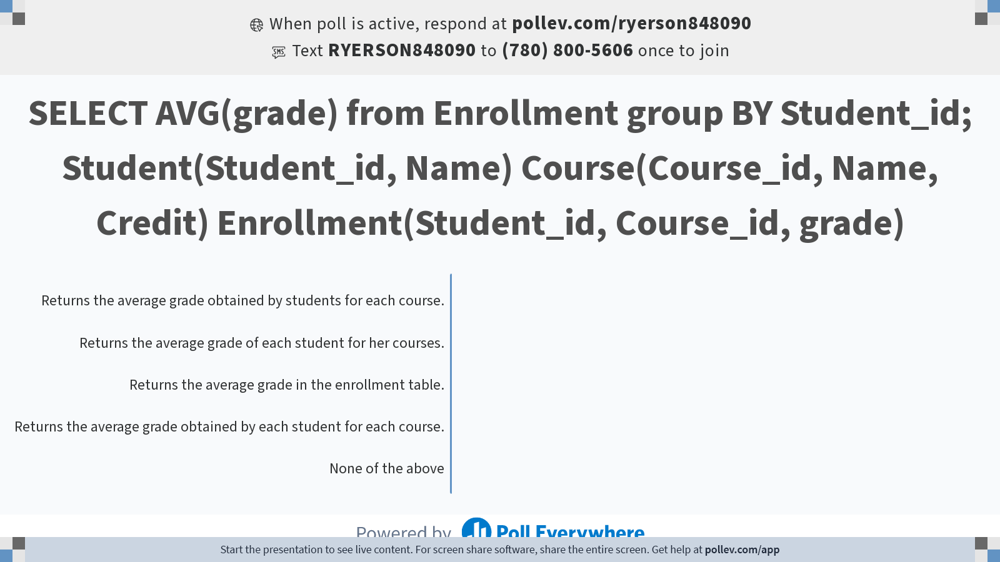 When poll is active, respond at pollev.com/ryerson848090
SMS Text RYERSON848090 to (780) 800-5606 once to join
SELECT AVG(grade) from Enrollment group BY Student_id;
Student(Student_id, Name) Course(Course_id, Name,
Credit) Enrollment(Student_id, Course_id, grade)
Returns the average grade obtained by students for each course.
Returns the average grade of each student for her courses.
Returns the average grade in the enrollment table.
Returns the average grade obtained by each student for each course.
None of the above
Powered by Poll Everywhere
Start the presentation to see live content. For screen share software, share the entire screen. Get help at pollev.com/app